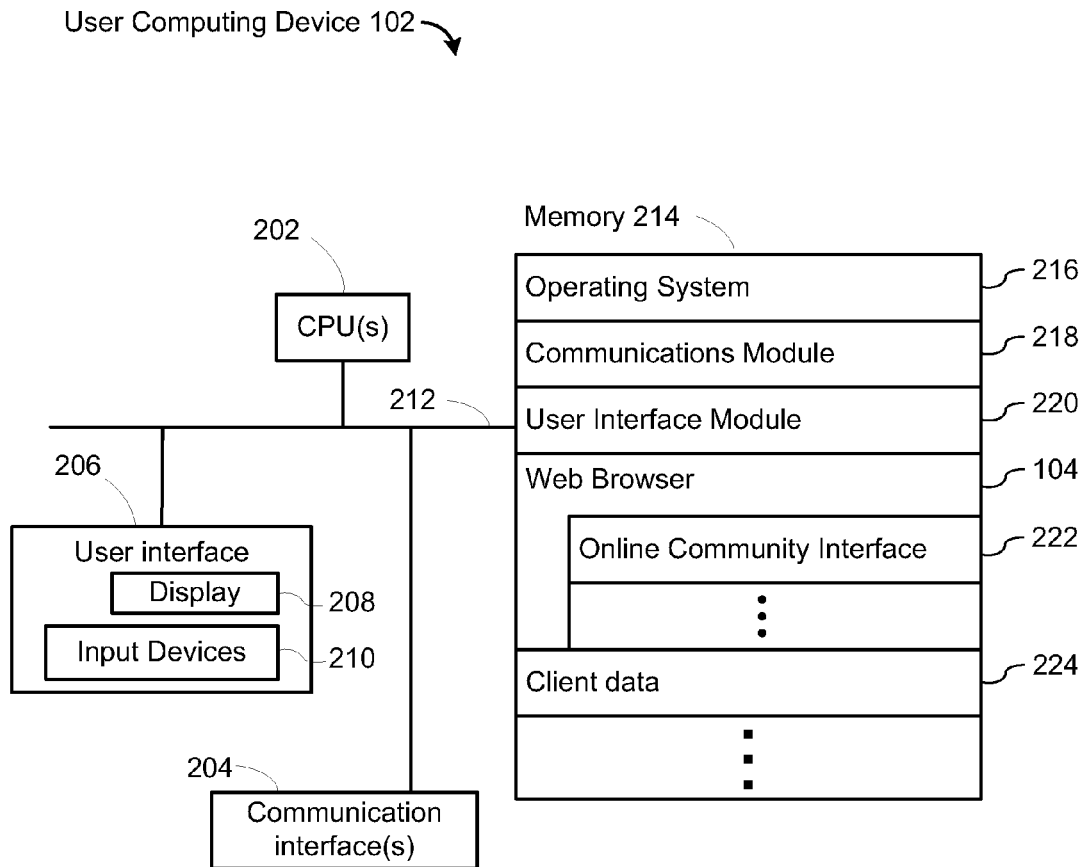 User Computing Device 102
Memory 214
202
216
Operating System
CPU(s)
218
Communications Module
212
220
User Interface Module
206
104
Web Browser
User interface
222
Online Community Interface
Display
208
Input Devices
210
224
Client data
204
Communication
interface(s)